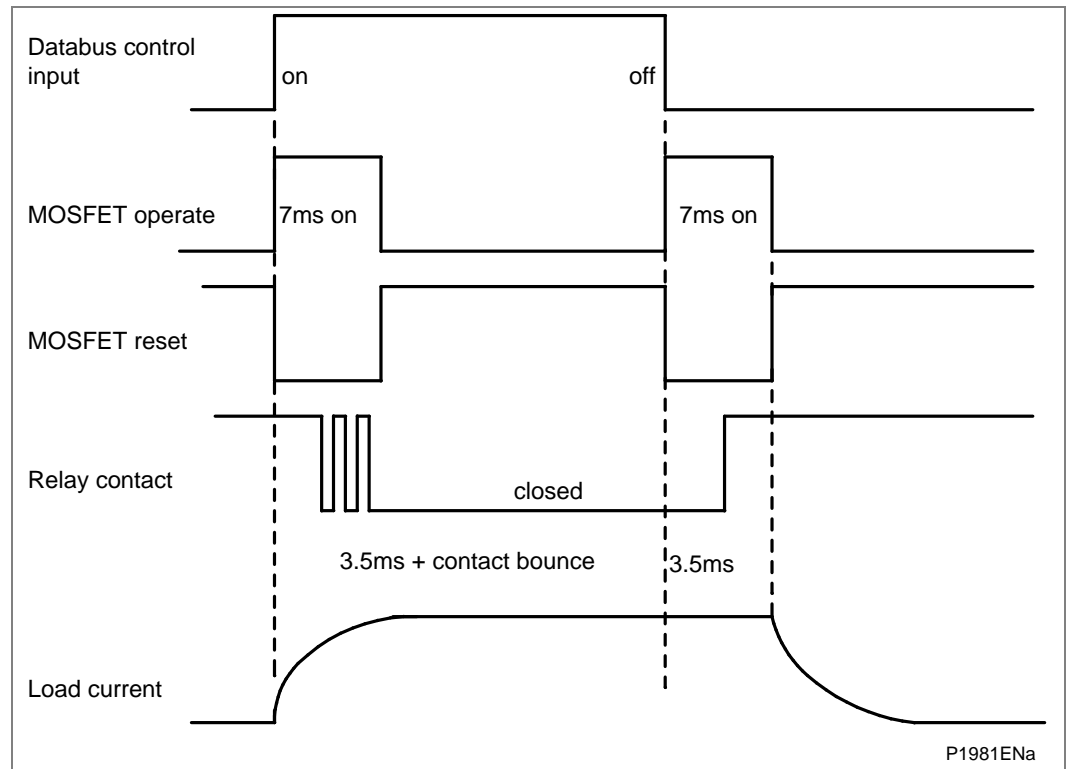 Databus control
input
on
off
MOSFET operate
7ms on
7ms on
MOSFET reset
Relay contact
closed
3.5ms + contact bounce
3.5ms
Load current
P1981ENa